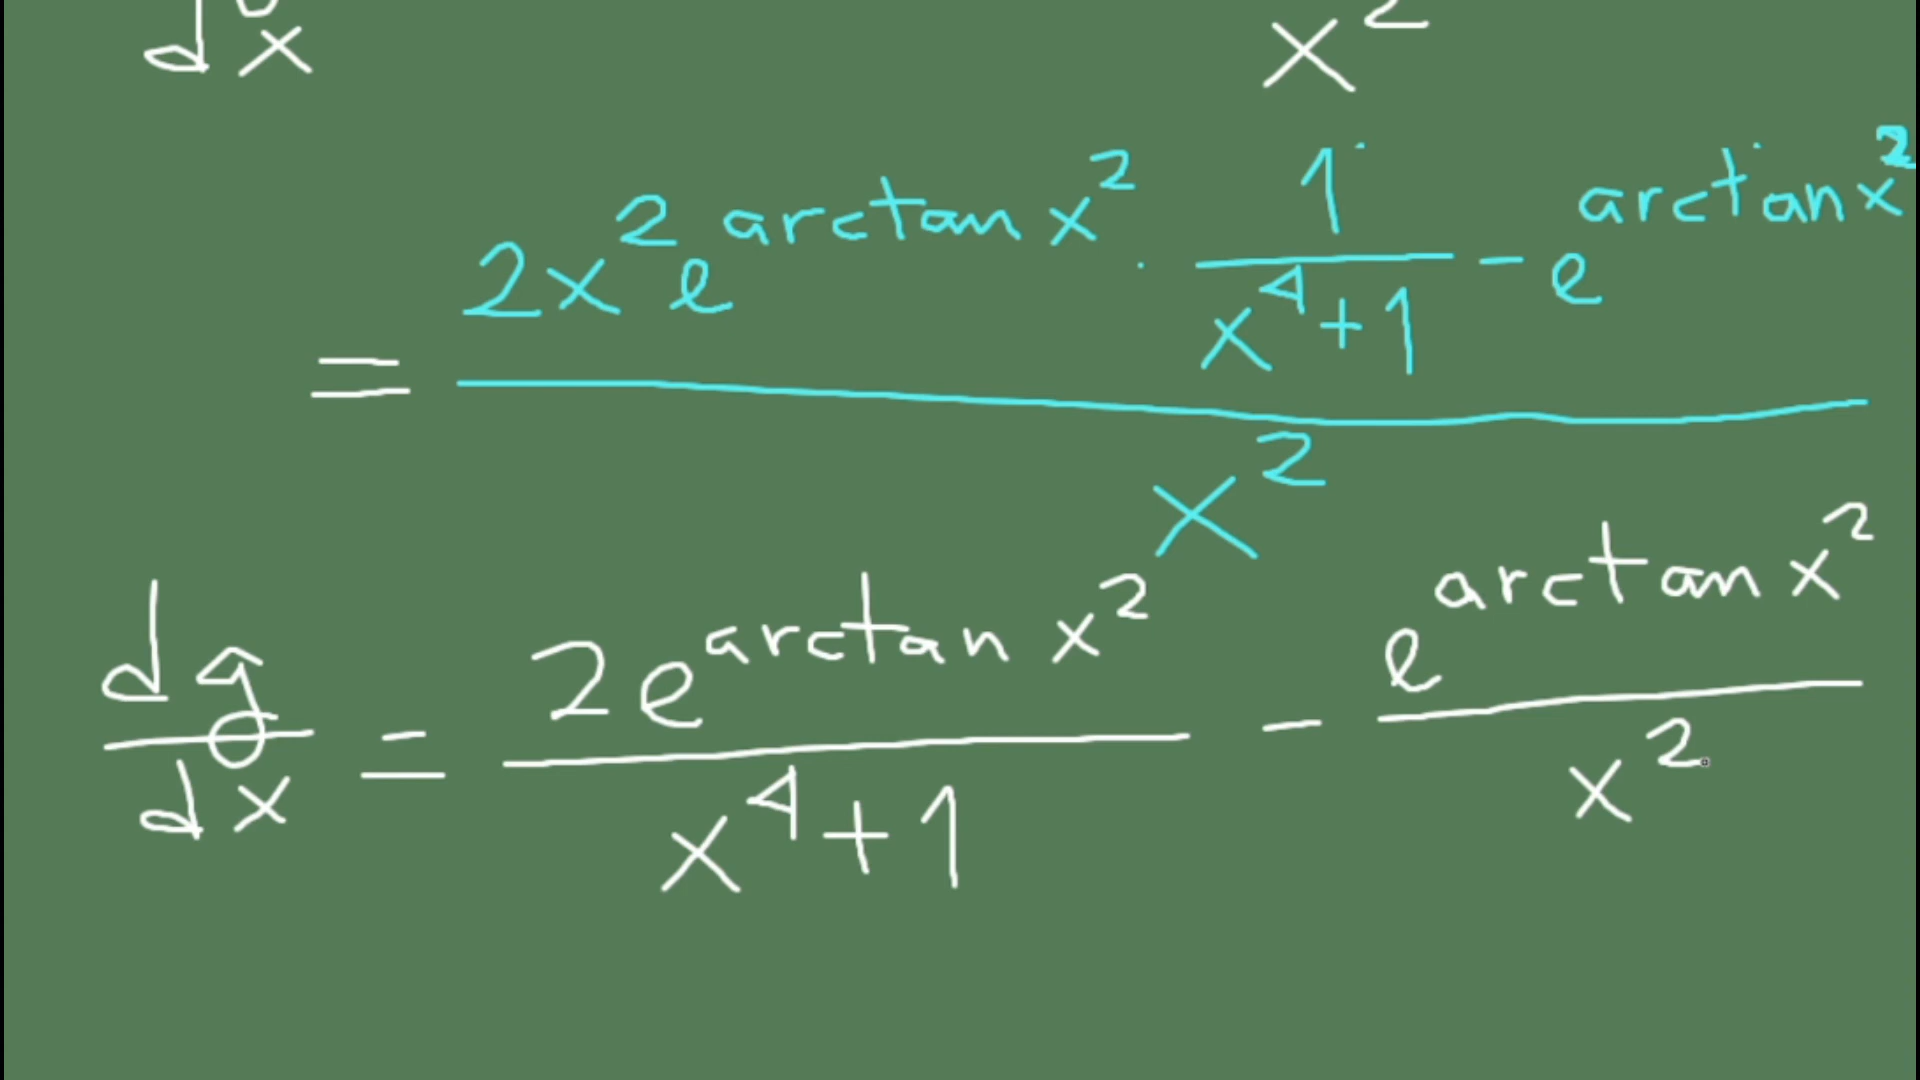 dx x²
= (2x² e^(arctan x²) · 1/(x⁴+1) - e^(arctan x²)) / x²
dg/dx = 2e^(arctan x²)/(x⁴+1) - e^(arctan x²)/x²